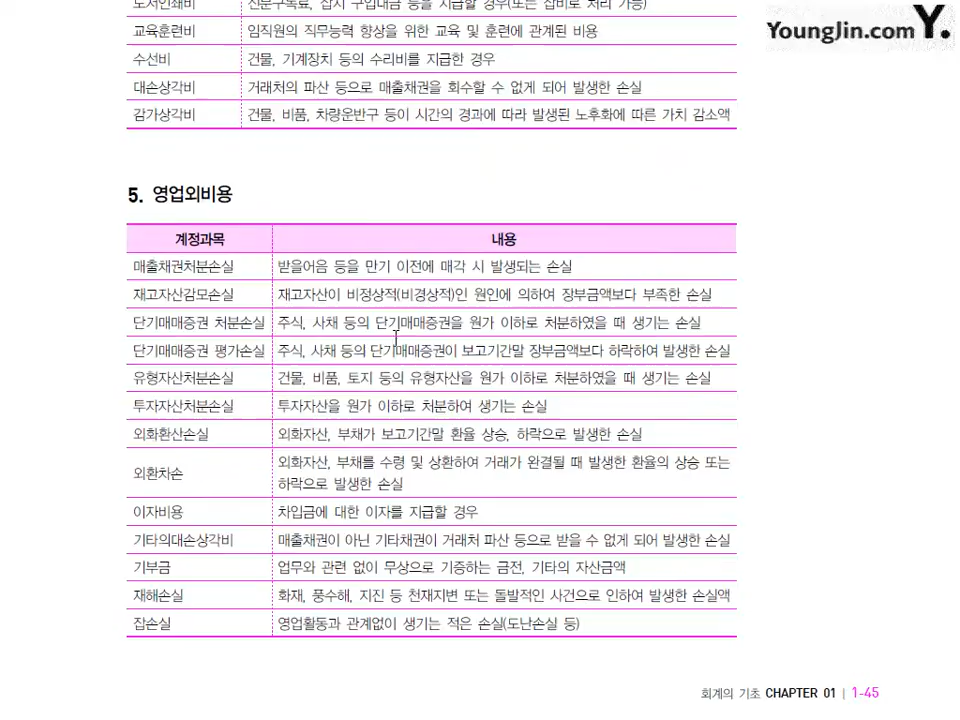 도서인쇄비 신문구독료, 잡지 구입대금 등을 지급할 경우(또는 잡비로 처리 가능)
Younglin.com Y.
교육훈련비 임직원의 직무능력 향상을 위한 교육 및 훈련에 관계된 비용
수선비 건물, 기계장치 등의 수리비를 지급한 경우
대손상각비 거래처의 파산 등으로 매출채권을 회수할 수 없게 되어 발생한 손실
감가상각비 건물, 비품, 차량운반구 등이 시간의 경과에 따라 발생된 노후화에 따른 가치 감소액
5. 영업외비용
계정과목 내용
매출채권처분손실 받을어음 등을 만기 이전에 매각 시 발생되는 손실
재고자산감모손실 재고자산이 비정상적(비경상적)인 원인에 의하여 장부금액보다 부족한 손실
단기매매증권 처분손실 주식, 사채 등의 단기매매증권을 원가 이하로 처분하였을 때 생기는 손실
단기매매증권 평가손실 주식, 사채 등의 단기매매증권이 보고기간말 장부금액보다 하락하여 발생한 손실
유형자산처분손실 건물, 비품, 토지 등의 유형자산을 원가 이하로 처분하였을 때 생기는 손실
투자자산처분손실 투자자산을 원가 이하로 처분하여 생기는 손실
외화환산손실 외화자산, 부채가 보고기간말 환율 상승, 하락으로 발생한 손실
외환차손 외화자산, 부채를 수령 및 상환하여 거래가 완결될 때 발생한 환율의 상승 또는
하락으로 발생한 손실
이자비용 차입금에 대한 이자를 지급할 경우
기타의대손상각비 매출채권이 아닌 기타채권이 거래처 파산 등으로 받을 수 없게 되어 발생한 손실
기부금 업무와 관련 없이 무상으로 기증하는 금전, 기타의 자산금액
재해손실 화재, 풍수해, 지진 등 천재지변 또는 돌발적인 사건으로 인하여 발생한 손실액
잡손실 영업활동과 관계없이 생기는 적은 손실(도난손실 등)
회계의 기초 CHAPTER 01 | 1-45